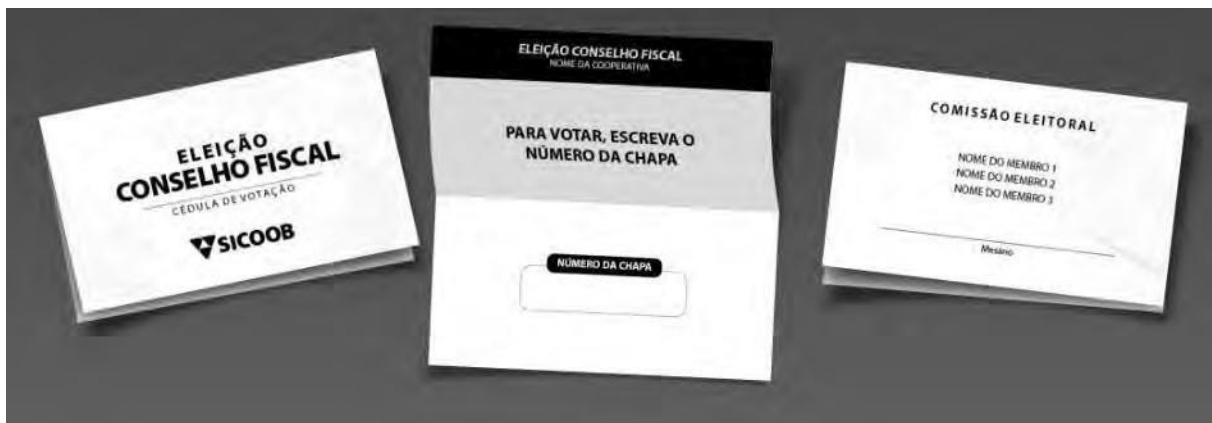 ELEIÇÃO
CONSELHO FISCAL
CÉDULA DE VOTAÇÃO
SICOOB
ELEIÇÃO CONSELHO FISCAL
NOME DA COOPERATIVA
PARA VOTAR, ESCREVA O
NÚMERO DA CHAPA
NÚMERO DA CHAPA
COMISSÃO ELEITORAL
NOME DO MEMBRO 1
NOME DO MEMBRO 2
NOME DO MEMBRO 3
Mesário